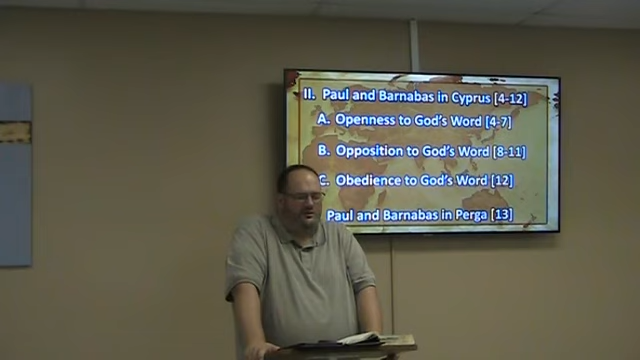 II. Paul and Barnabas in Cyprus [4-12]
A. Openness to God's Word [4-7]
B. Opposition to God's Word [8-11]
C. Obedience to God's Word [12]
Paul and Barnabas in Perga [13]